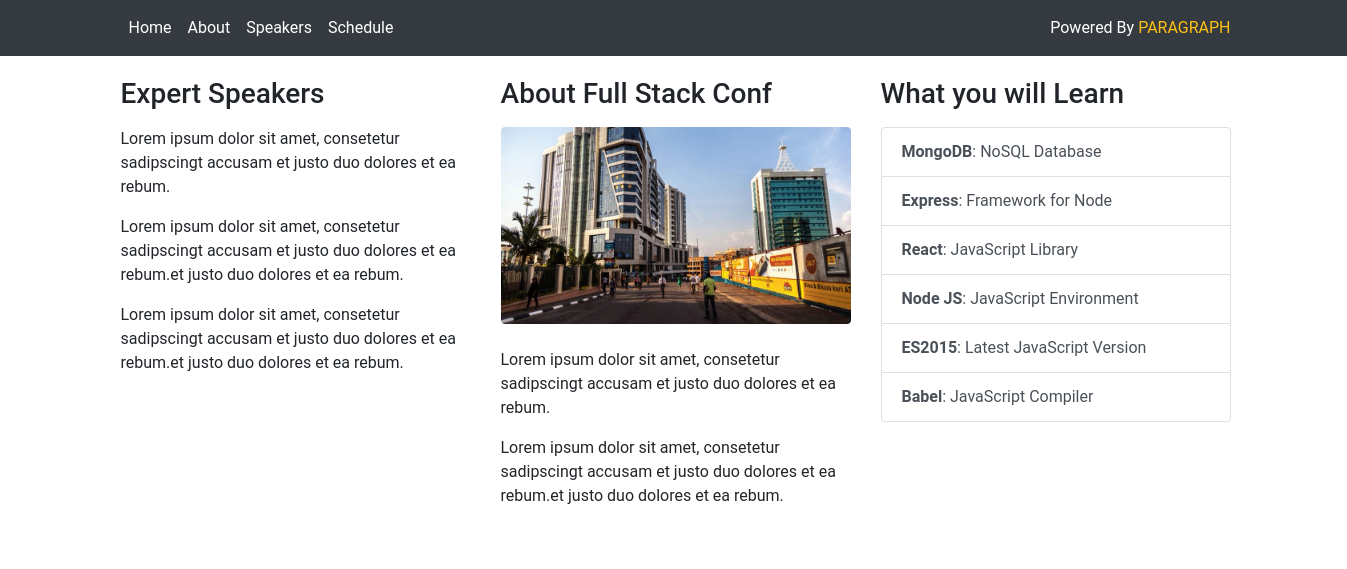 Home About Speakers Schedule Powered By PARAGRAPH
Expert Speakers
Lorem ipsum dolor sit amet, consetetur
sadipscingt accusam et justo duo dolores et ea
rebum.
Lorem ipsum dolor sit amet, consetetur
sadipscingt accusam et justo duo dolores et ea
rebum.et justo duo dolores et ea rebum.
Lorem ipsum dolor sit amet, consetetur
sadipscingt accusam et justo duo dolores et ea
rebum.et justo duo dolores et ea rebum.
About Full Stack Conf
Lorem ipsum dolor sit amet, consetetur
sadipscingt accusam et justo duo dolores et ea
rebum.
Lorem ipsum dolor sit amet, consetetur
sadipscingt accusam et justo duo dolores et ea
rebum.et justo duo dolores et ea rebum.
What you will Learn
MongoDB: NoSQL Database
Express: Framework for Node
React: JavaScript Library
Node JS: JavaScript Environment
ES2015: Latest JavaScript Version
Babel: JavaScript Compiler